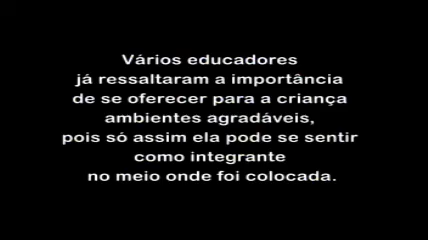 Vários educadores
já ressaltaram a importância
de se oferecer para a criança
ambientes agradáveis,
pois só assim ela pode se sentir
como integrante
no meio onde foi colocada.